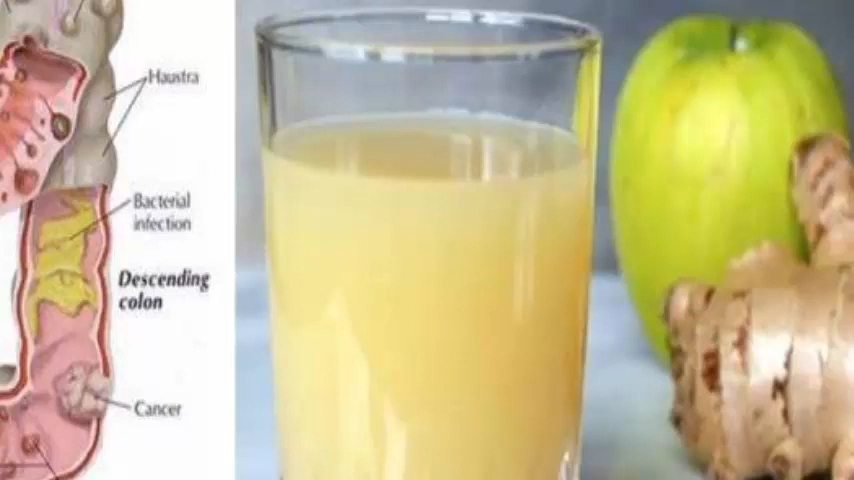 Haustra
Bacterial
infection
Descending
colon
Cancer